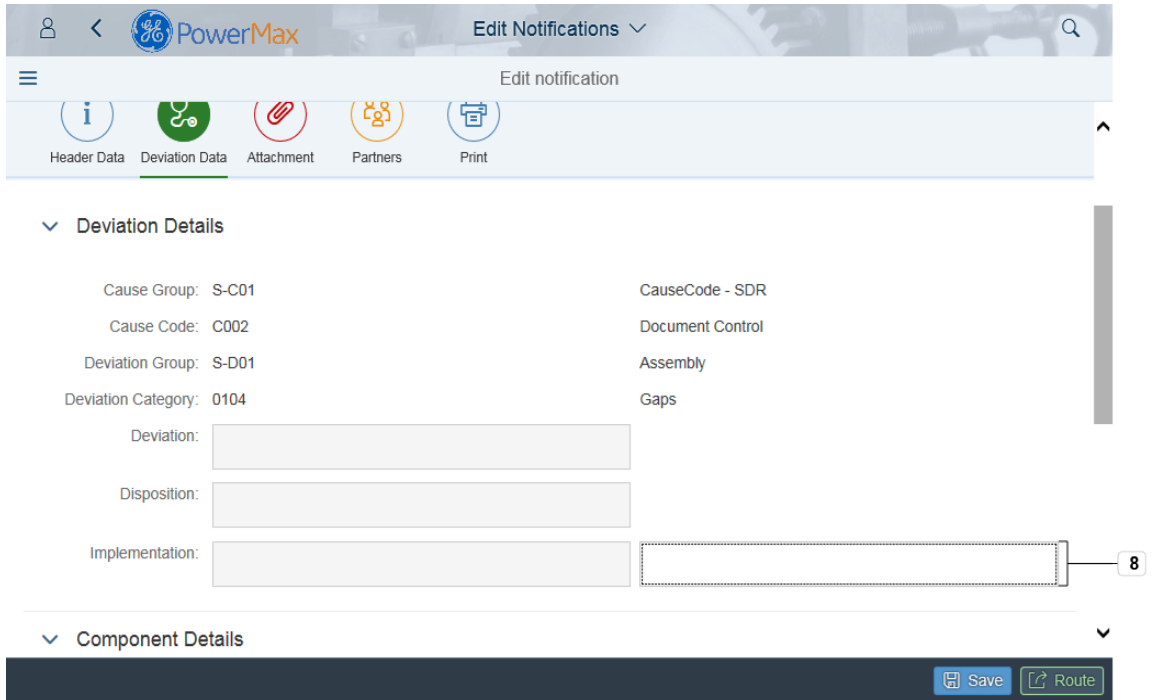 PowerMax
Edit Notifications
Edit notification
Header Data Deviation Data Attachment Partners Print
Deviation Details
Cause Group: S-C01 CauseCode - SDR
Cause Code: C002 Document Control
Deviation Group: S-D01 Assembly
Deviation Category: 0104 Gaps
Deviation:
Disposition:
Implementation:
8
Component Details
Save Route